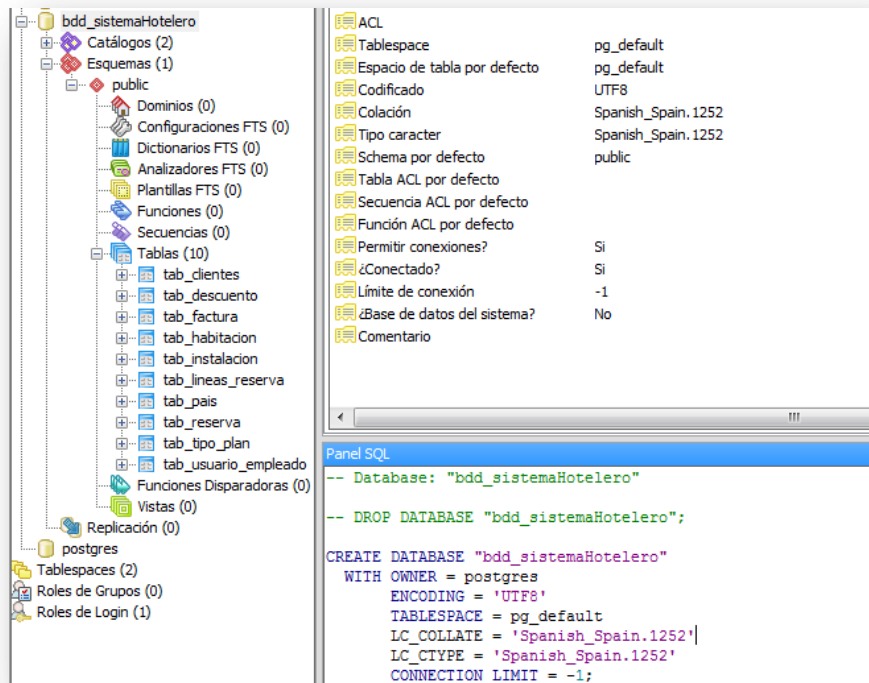 bdd_sistemaHotelero
Catálogos (2)
Esquemas (1)
public
Dominios (0)
Configuraciones FTS (0)
Dictionarios FTS (0)
Analizadores FTS (0)
Plantillas FTS (0)
Funciones (0)
Secuencias (0)
Tablas (10)
tab_clientes
tab_descuento
tab_factura
tab_habitacion
tab_instalacion
tab_lineas_reserva
tab_pais
tab_reserva
tab_tipo_plan
tab_usuario_empleado
Funciones Disparadoras (0)
Vistas (0)
Replicación (0)
postgres
Tablespaces (2)
Roles de Grupos (0)
Roles de Login (1)
ACL
Tablespace pg_default
Espacio de tabla por defecto pg_default
Codificado UTF8
Colación Spanish_Spain.1252
Tipo caracter Spanish_Spain.1252
Schema por defecto public
Tabla ACL por defecto
Secuencia ACL por defecto
Función ACL por defecto
Permitir conexiones? Si
¿Conectado? Si
Límite de conexión -1
¿Base de datos del sistema? No
Comentario
Panel SQL
-- Database: "bdd_sistemaHotelero"
-- DROP DATABASE "bdd_sistemaHotelero";
CREATE DATABASE "bdd_sistemaHotelero"
WITH OWNER = postgres
ENCODING = 'UTF8'
TABLESPACE = pg_default
LC_COLLATE = 'Spanish_Spain.1252'
LC_CTYPE = 'Spanish_Spain.1252'
CONNECTION LIMIT = -1;